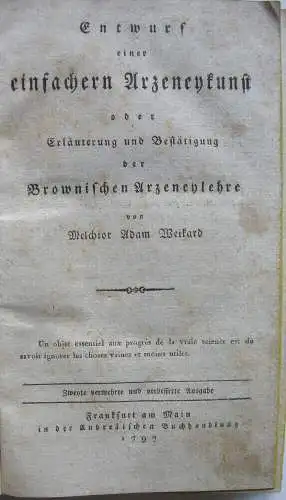 Entwurf
einer
einfachern Arzeneykunst
oder
Erläuterung und Bestätigung
der
Brownischen Arzeneylehre
von
Melchior Adam Weikard
Un objet essentiel aux progrès de la vraie science est du
savoir ignorer les choses vaines et moins utiles.
Zweyte vermehrte und verbesserte Ausgabe
Frankfurt am Main
in der Andreäischen Buchhandlung
1797